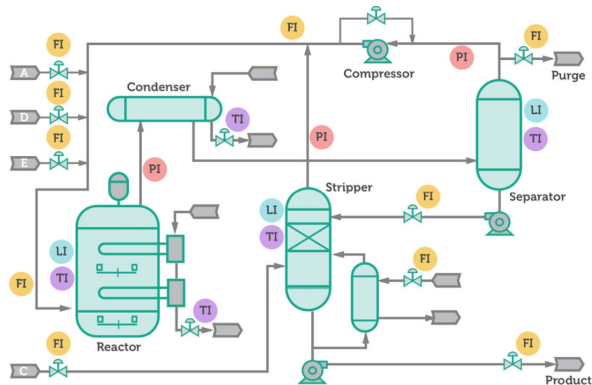 FI
FI
A
FI
Compressor
PI
FI
Purge
Condenser
FI
D
TI
LI
TI
FI
E
PI
PI
Stripper
Separator
LI
TI
FI
LI
TI
FI
FI
TI
Reactor
FI
C
FI
Product